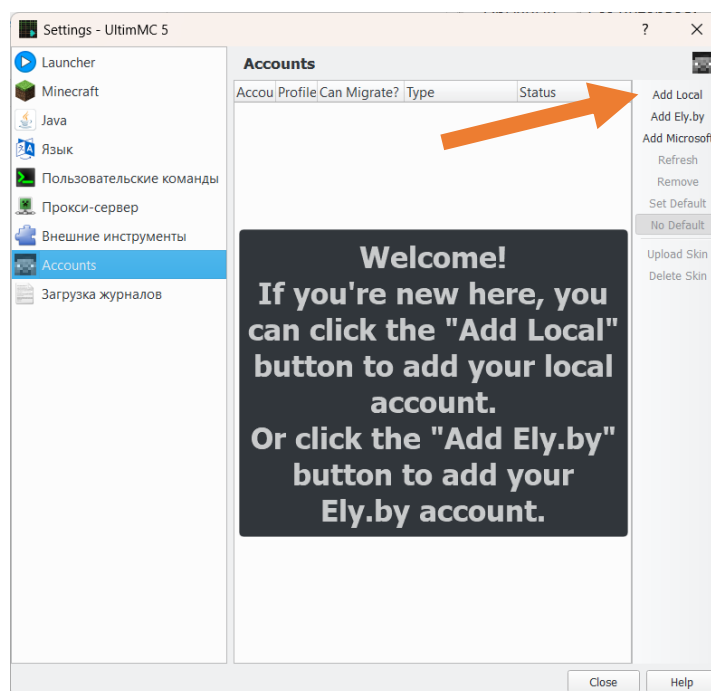 Settings - UltimMC 5
?
Launcher
Minecraft
Java
Язык
Пользовательские команды
Прокси-сервер
Внешние инструменты
Accounts
Загрузка журналов
Accounts
Accou Profile Can Migrate? Type Status
Welcome!
If you're new here, you
can click the "Add Local"
button to add your local
account.
Or click the "Add Ely.by"
button to add your
Ely.by account.
Add Local
Add Ely.by
Add Microsoft
Refresh
Remove
Set Default
No Default
Upload Skin
Delete Skin
Close
Help